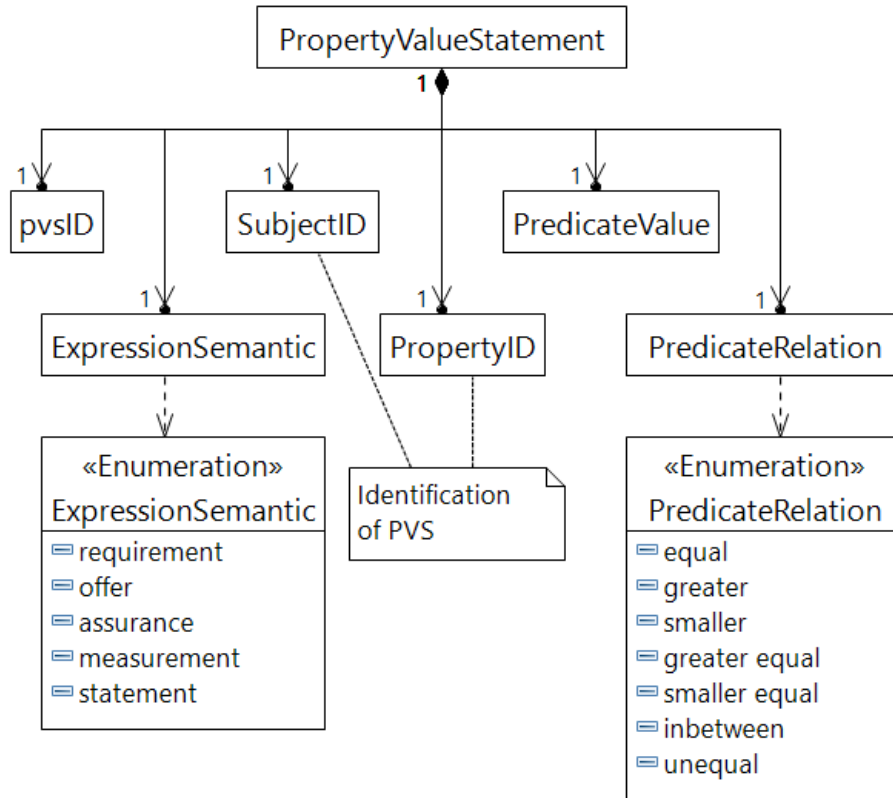 PropertyValueStatement
1
1
1
1
pvsID
SubjectID
PredicateValue
1
1
1
ExpressionSemantic
PropertyID
PredicateRelation
«Enumeration»
ExpressionSemantic
requirement
offer
assurance
measurement
statement
Identification
of PVS
«Enumeration»
PredicateRelation
equal
greater
smaller
greater equal
smaller equal
inbetween
unequal